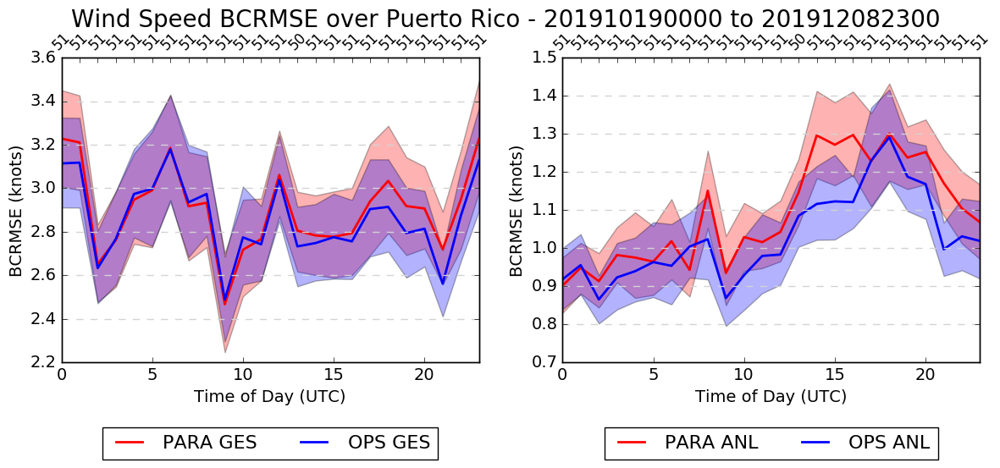 Wind Speed BCRMSE over Puerto Rico - 201910190000 to 201912082300
51 51 51 51 51 51 51 51 51 51 51 51 51 50 51 51 51 51 51 51 51 51 51 51
51 51 51 51 51 51 51 51 51 51 51 51 51 50 51 51 51 51 51 51 51 51 51 51
3.6
3.4
3.2
3.0
2.8
2.6
2.4
2.2
BCRMSE (knots)
0 5 10 15 20
Time of Day (UTC)
PARA GES OPS GES
1.5
1.4
1.3
1.2
1.1
1.0
0.9
0.8
0.7
BCRMSE (knots)
0 5 10 15 20
Time of Day (UTC)
PARA ANL OPS ANL